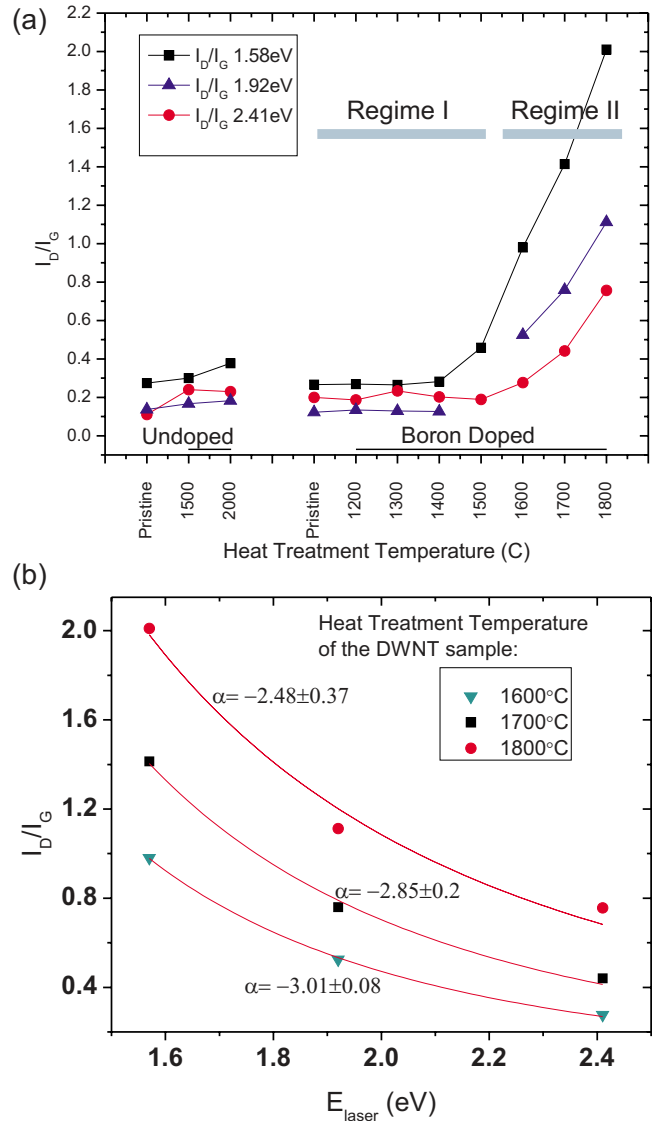 (a)
2.2
2.0
1.8
1.6
1.4
1.2
1.0
0.8
0.6
0.4
0.2
0.0
I_D/I_G
I_D/I_G 1.58eV
I_D/I_G 1.92eV
I_D/I_G 2.41eV
Regime I
Regime II
Undoped
Boron Doped
Pristine
1500
2000
Pristine
1200
1300
1400
1500
1600
1700
1800
Heat Treatment Temperature (C)
(b)
2.0
1.6
1.2
0.8
0.4
I_D/I_G
Heat Treatment Temperature
of the DWNT sample:
1600°C
1700°C
1800°C
α= −2.48±0.37
α= −2.85±0.2
α= −3.01±0.08
1.6
1.8
2.0
2.2
2.4
E_laser (eV)